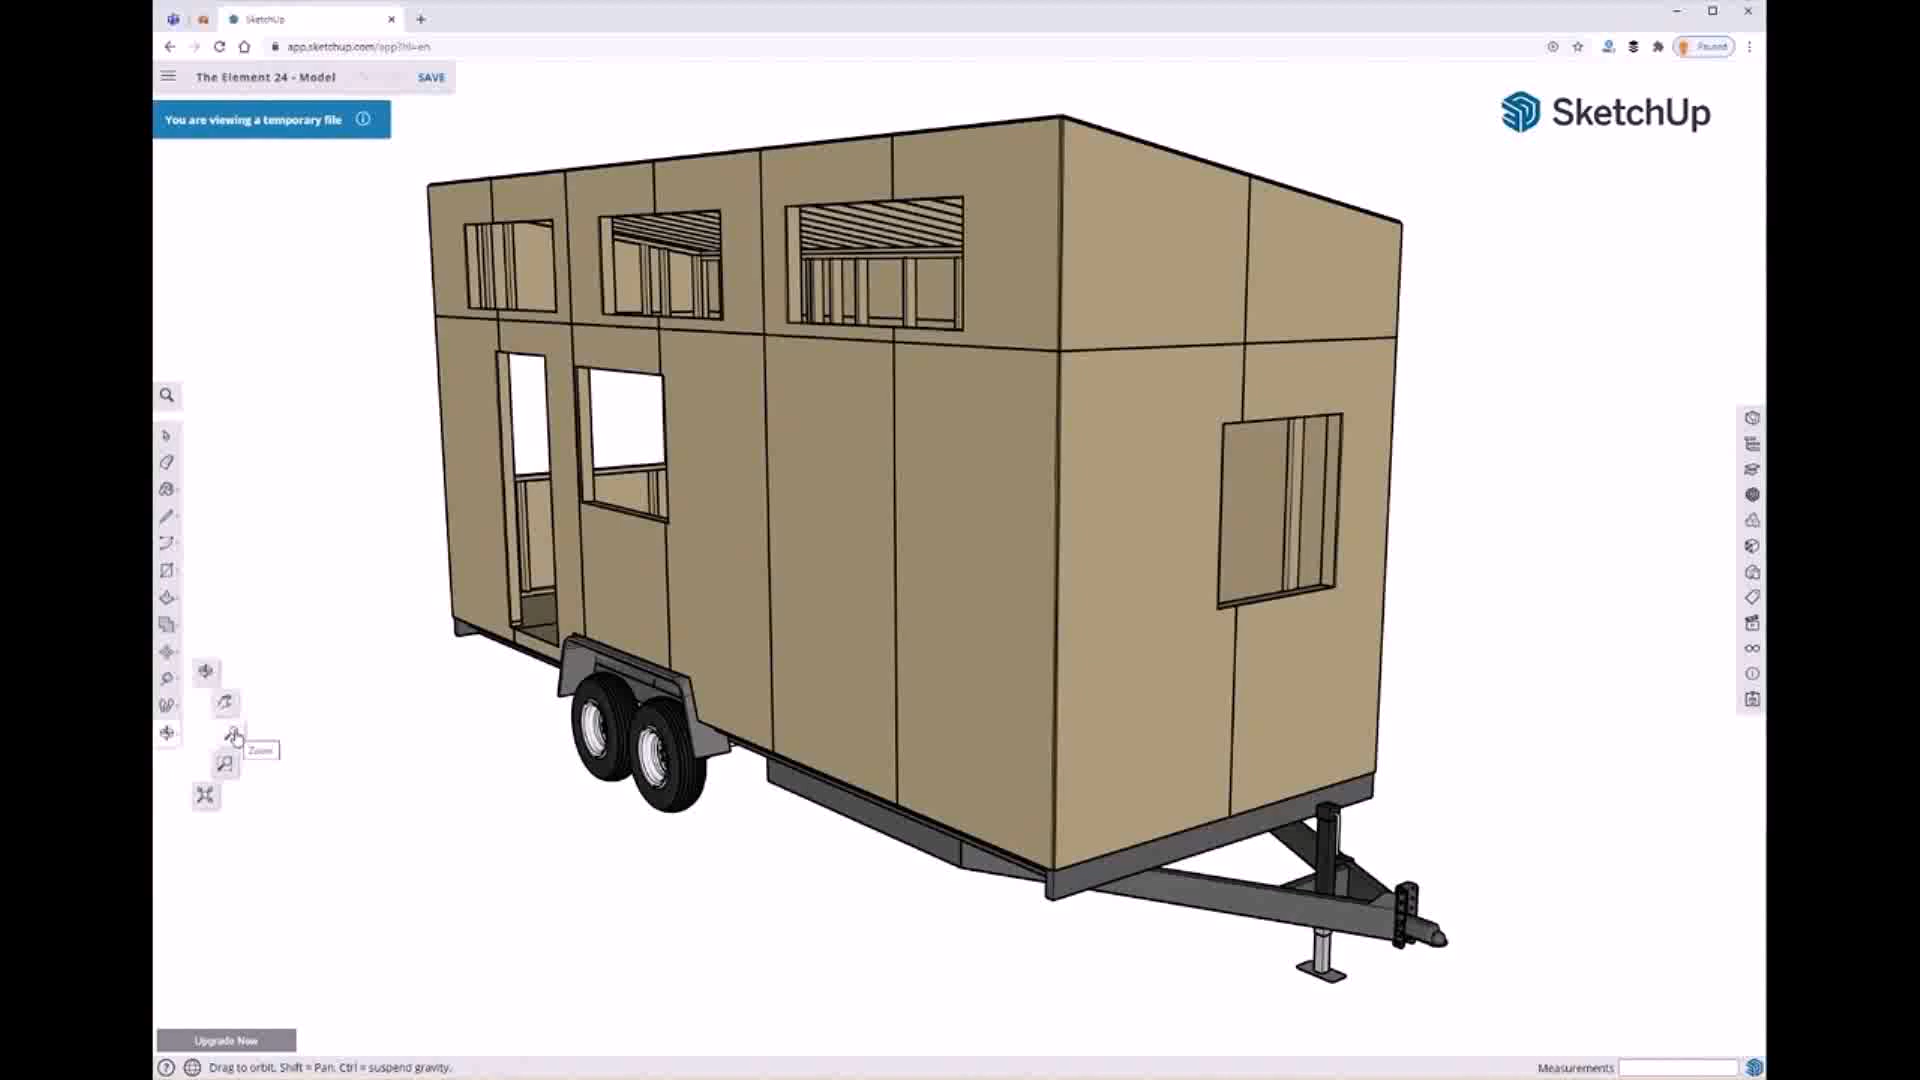 SketchUp
app.sketchup.com/app?hl=en
Paused
The Element 24 - Model
SAVE
You are viewing a temporary file
SketchUp
Zoom
Upgrade Now
Drag to orbit. Shift = Pan, Ctrl = suspend gravity.
Measurements